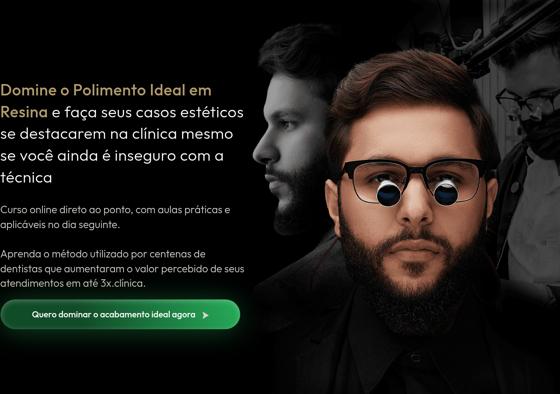 Domine o Polimento Ideal em
Resina e faça seus casos estéticos
se destacarem na clínica mesmo
se você ainda é inseguro com a
técnica
Curso online direto ao ponto, com aulas práticas e
aplicáveis no dia seguinte.
Aprenda o método utilizado por centenas de
dentistas que aumentaram o valor percebido de seus
atendimentos em até 3x.clínica.
Quero dominar o acabamento ideal agora